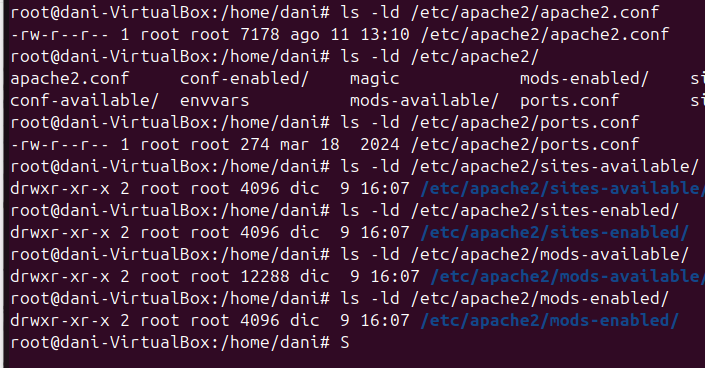 root@dani-VirtualBox:/home/dani# ls -ld /etc/apache2/apache2.conf
-rw-r--r-- 1 root root 7178 ago 11 13:10 /etc/apache2/apache2.conf
root@dani-VirtualBox:/home/dani# ls -ld /etc/apache2/
apache2.conf     conf-enabled/    magic            mods-enabled/    si
conf-available/  envvars          mods-available/  ports.conf       si
root@dani-VirtualBox:/home/dani# ls -ld /etc/apache2/ports.conf
-rw-r--r-- 1 root root 274 mar 18  2024 /etc/apache2/ports.conf
root@dani-VirtualBox:/home/dani# ls -ld /etc/apache2/sites-available/
drwxr-xr-x 2 root root 4096 dic  9 16:07 /etc/apache2/sites-available/
root@dani-VirtualBox:/home/dani# ls -ld /etc/apache2/sites-enabled/
drwxr-xr-x 2 root root 4096 dic  9 16:07 /etc/apache2/sites-enabled/
root@dani-VirtualBox:/home/dani# ls -ld /etc/apache2/mods-available/
drwxr-xr-x 2 root root 12288 dic  9 16:07 /etc/apache2/mods-available/
root@dani-VirtualBox:/home/dani# ls -ld /etc/apache2/mods-enabled/
drwxr-xr-x 2 root root 4096 dic  9 16:07 /etc/apache2/mods-enabled/
root@dani-VirtualBox:/home/dani# S